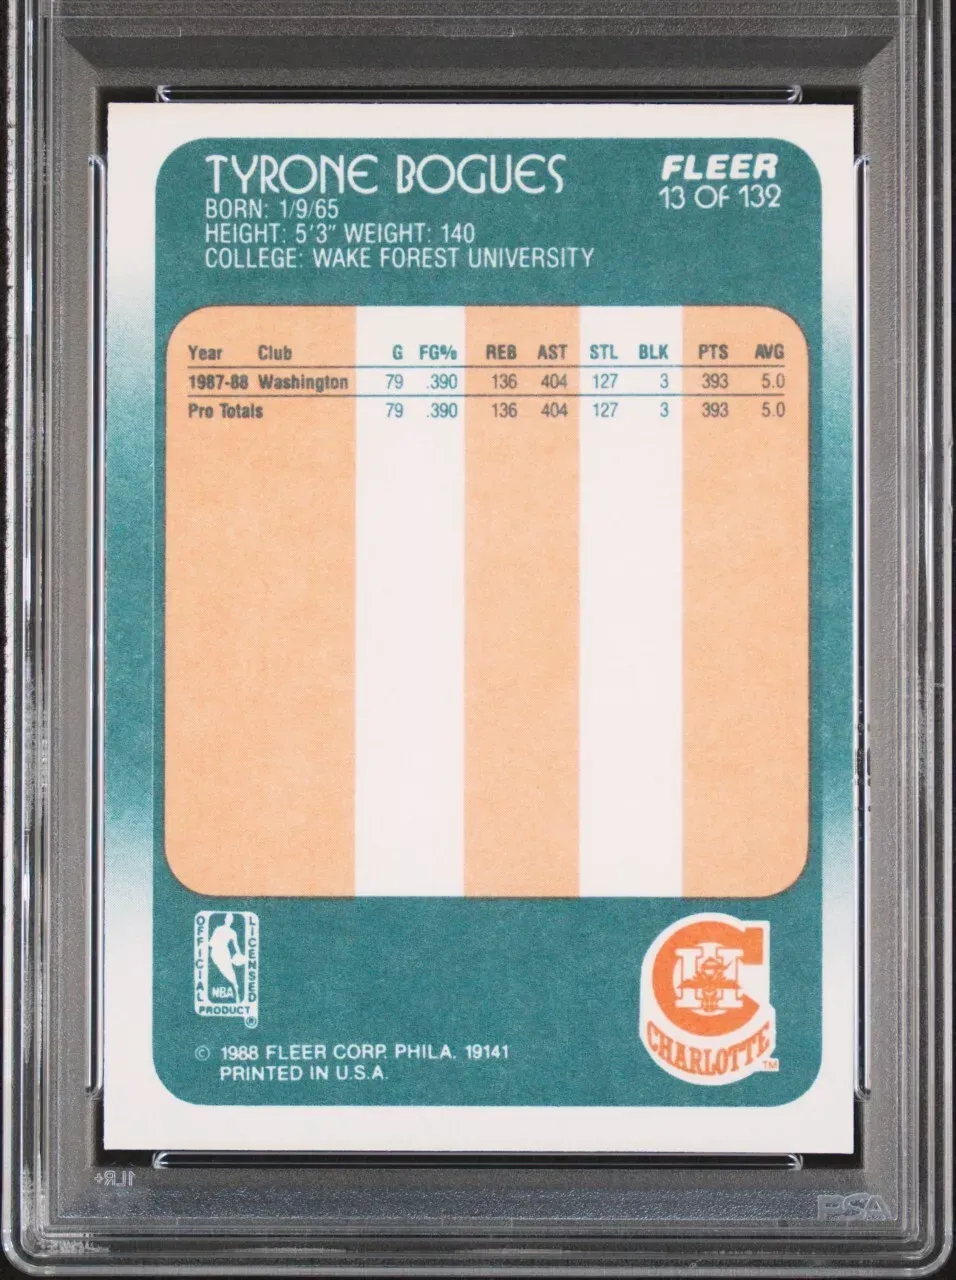 TYRONE BOGUES
FLEER
13 OF 132
BORN: 1/9/65
HEIGHT: 5'3" WEIGHT: 140
COLLEGE: WAKE FOREST UNIVERSITY
Year Club G FG% REB AST STL BLK PTS AVG
1987-88 Washington 79 .390 136 404 127 3 393 5.0
Pro Totals 79 .390 136 404 127 3 393 5.0
OFFICIAL LICENSED
NBA
PRODUCT ®
© 1988 FLEER CORP. PHILA. 19141
PRINTED IN U.S.A.
CHARLOTTE
TM
1LR+
PSA